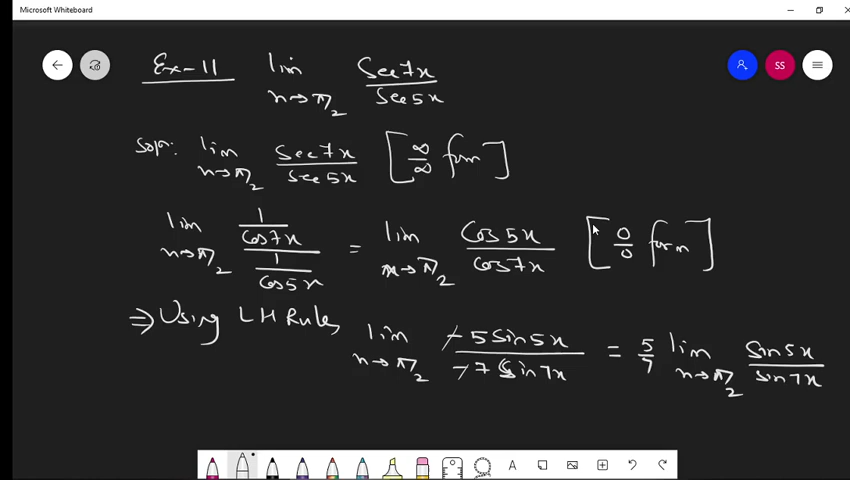 Microsoft Whiteboard
SS
Ex-11 lim x→π/2 Sec7x/Sec5x
Soln: lim x→π/2 Sec7x/sec5x [∞/∞ form]
lim x→π/2 (1/cos7x)/(1/cos5x) = lim x→π/2 Cos5x/cos7x [0/0 form]
⇒ Using LH Rules lim x→π/2 -5sin5x/-7sin7x = 5/7 lim x→π/2 Sin5x/sin7x
A